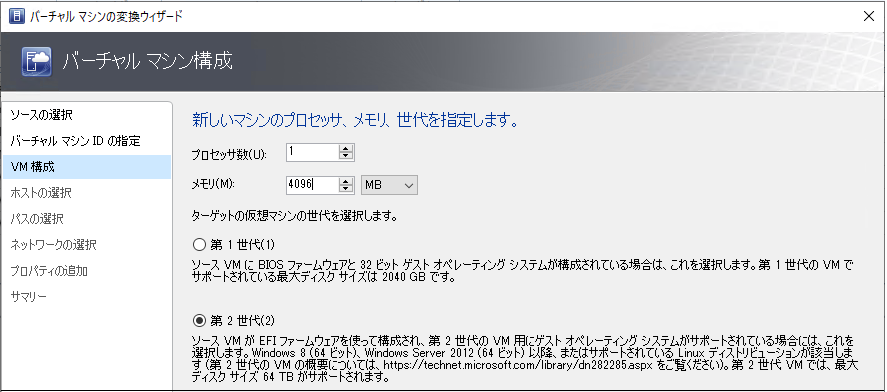 バーチャル マシンの変換ウィザード
バーチャル マシン構成
ソースの選択
バーチャル マシン ID の指定
VM 構成
ホストの選択
パスの選択
ネットワークの選択
プロパティの追加
サマリー
新しいマシンのプロセッサ、メモリ、世代を指定します。
プロセッサ数(U): 1
メモリ(M): 4096 MB
ターゲットの仮想マシンの世代を選択します。
第 1 世代(1)
ソース VM に BIOS ファームウェアと 32 ビット ゲスト オペレーティング システムが構成されている場合は、これを選択します。第 1 世代の VM で
サポートされている最大ディスク サイズは 2040 GB です。
第 2 世代(2)
ソース VM が EFI ファームウェアを使って構成され、第 2 世代の VM 用にゲスト オペレーティング システムがサポートされている場合には、これを
選択します。Windows 8 (64 ビット)、Windows Server 2012 (64 ビット) 以降、またはサポートされている Linux ディストリビューションが該当しま
す (第 2 世代の VM の概要については、https://technet.microsoft.com/library/dn282285.aspx をご覧ください)。第 2 世代 VM では、最大
ディスク サイズ 64 TB がサポートされます。